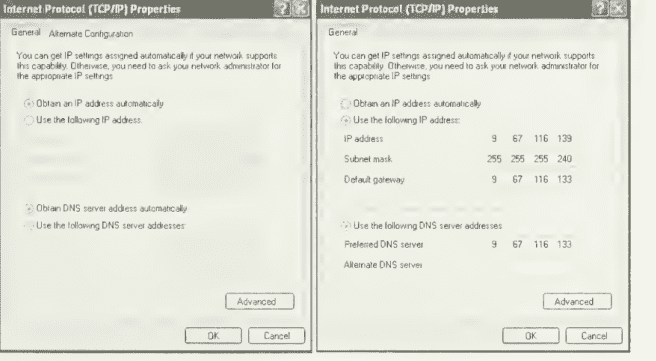 Internet Protocol (TCP/IP) Properties
General Alternate Configuration
You can get IP settings assigned automatically if your network supports
this capability. Otherwise, you need to ask your network administrator for
the appropriate IP settings
Obtain an IP address automatically
Use the following IP address
Obtain DNS server address automatically
Use the following DNS server addresses
Advanced
OK Cancel
Internet Protocol (TCP/IP) Properties
General
You can get IP settings assigned automatically if your network supports
this capability. Otherwise, you need to ask your network administrator for
the appropriate IP settings
Obtain an IP address automatically
Use the following IP address:
IP address 9 67 116 139
Subnet mask 255 255 255 240
Default gateway 9 67 116 133
Use the following DNS server addresses
Preferred DNS server 9 67 116 133
Alternate DNS server
Advanced
OK Cancel